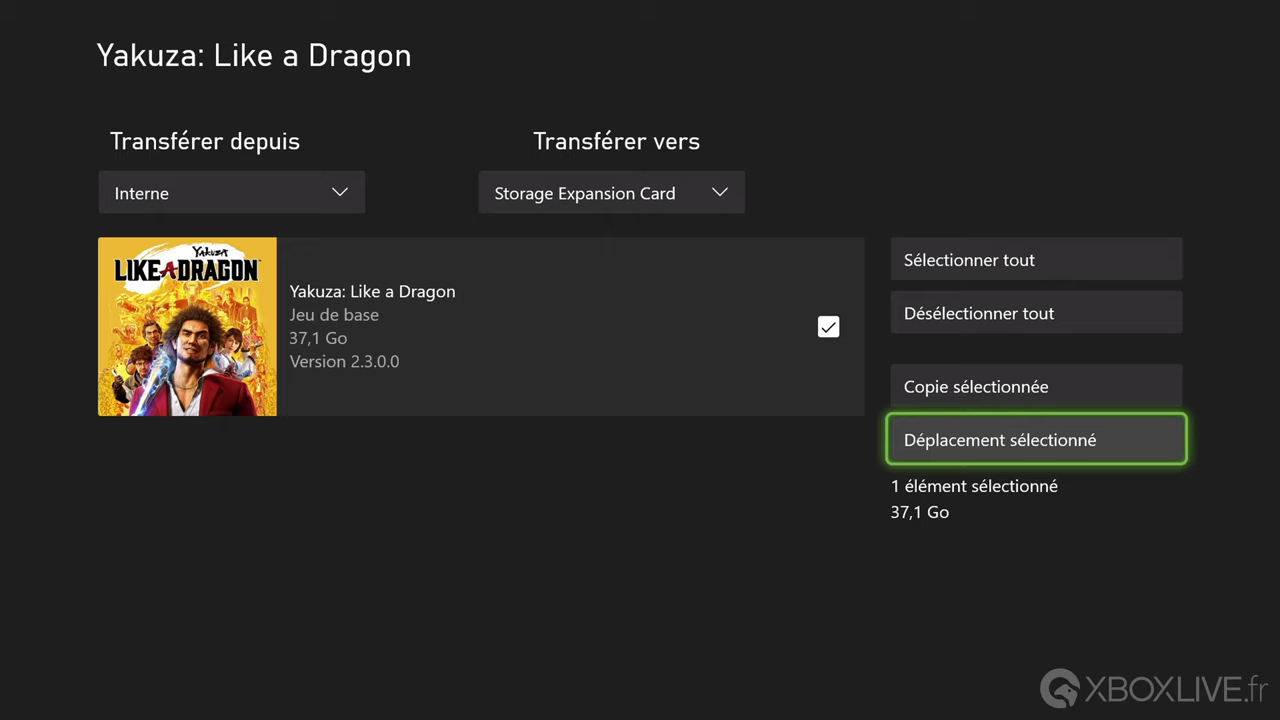 Yakuza: Like a Dragon
Transférer depuis
Transférer vers
Interne
Storage Expansion Card
Yakuza
LIKE A DRAGON
Yakuza: Like a Dragon
Jeu de base
37,1 Go
Version 2.3.0.0
Sélectionner tout
Désélectionner tout
Copie sélectionnée
Déplacement sélectionné
1 élément sélectionné
37,1 Go
XBOXLIVE.fr